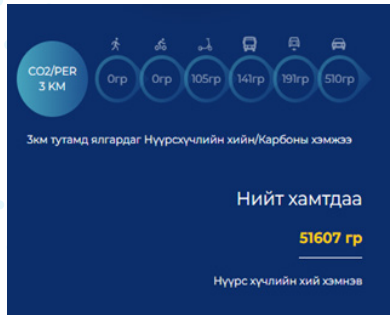 CO2/PER
3 KM
0гр 0гр 105гр 141гр 191гр 510гр
3км тутамд ялгардаг Нүүрсхүчлийн хийн/Карбоны хэмжээ
Нийт хамтдаа
51607 гр
Нүүрс хүчлийн хий хэмнэв